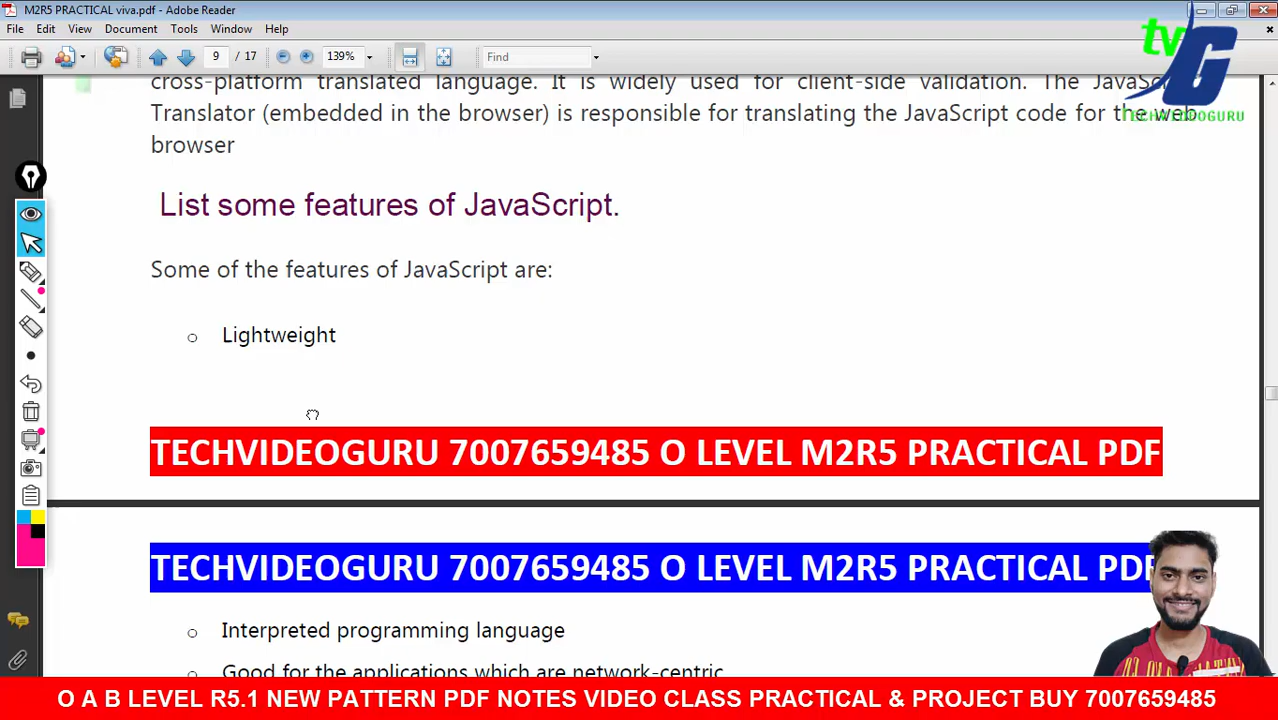 M2R5 PRACTICAL viva.pdf - Adobe Reader
File Edit View Document Tools Window Help
9 / 17 139% Find
tv G
TECHVIDEOGURU
cross-platform translated language. It is widely used for client-side validation. The JavaScript
Translator (embedded in the browser) is responsible for translating the JavaScript code for the web
browser
List some features of JavaScript.
Some of the features of JavaScript are:
o Lightweight
TECHVIDEOGURU 7007659485 O LEVEL M2R5 PRACTICAL PDF
TECHVIDEOGURU 7007659485 O LEVEL M2R5 PRACTICAL PDF
o Interpreted programming language
o Good for the applications which are network-centric
O A B LEVEL R5.1 NEW PATTERN PDF NOTES VIDEO CLASS PRACTICAL & PROJECT BUY 7007659485